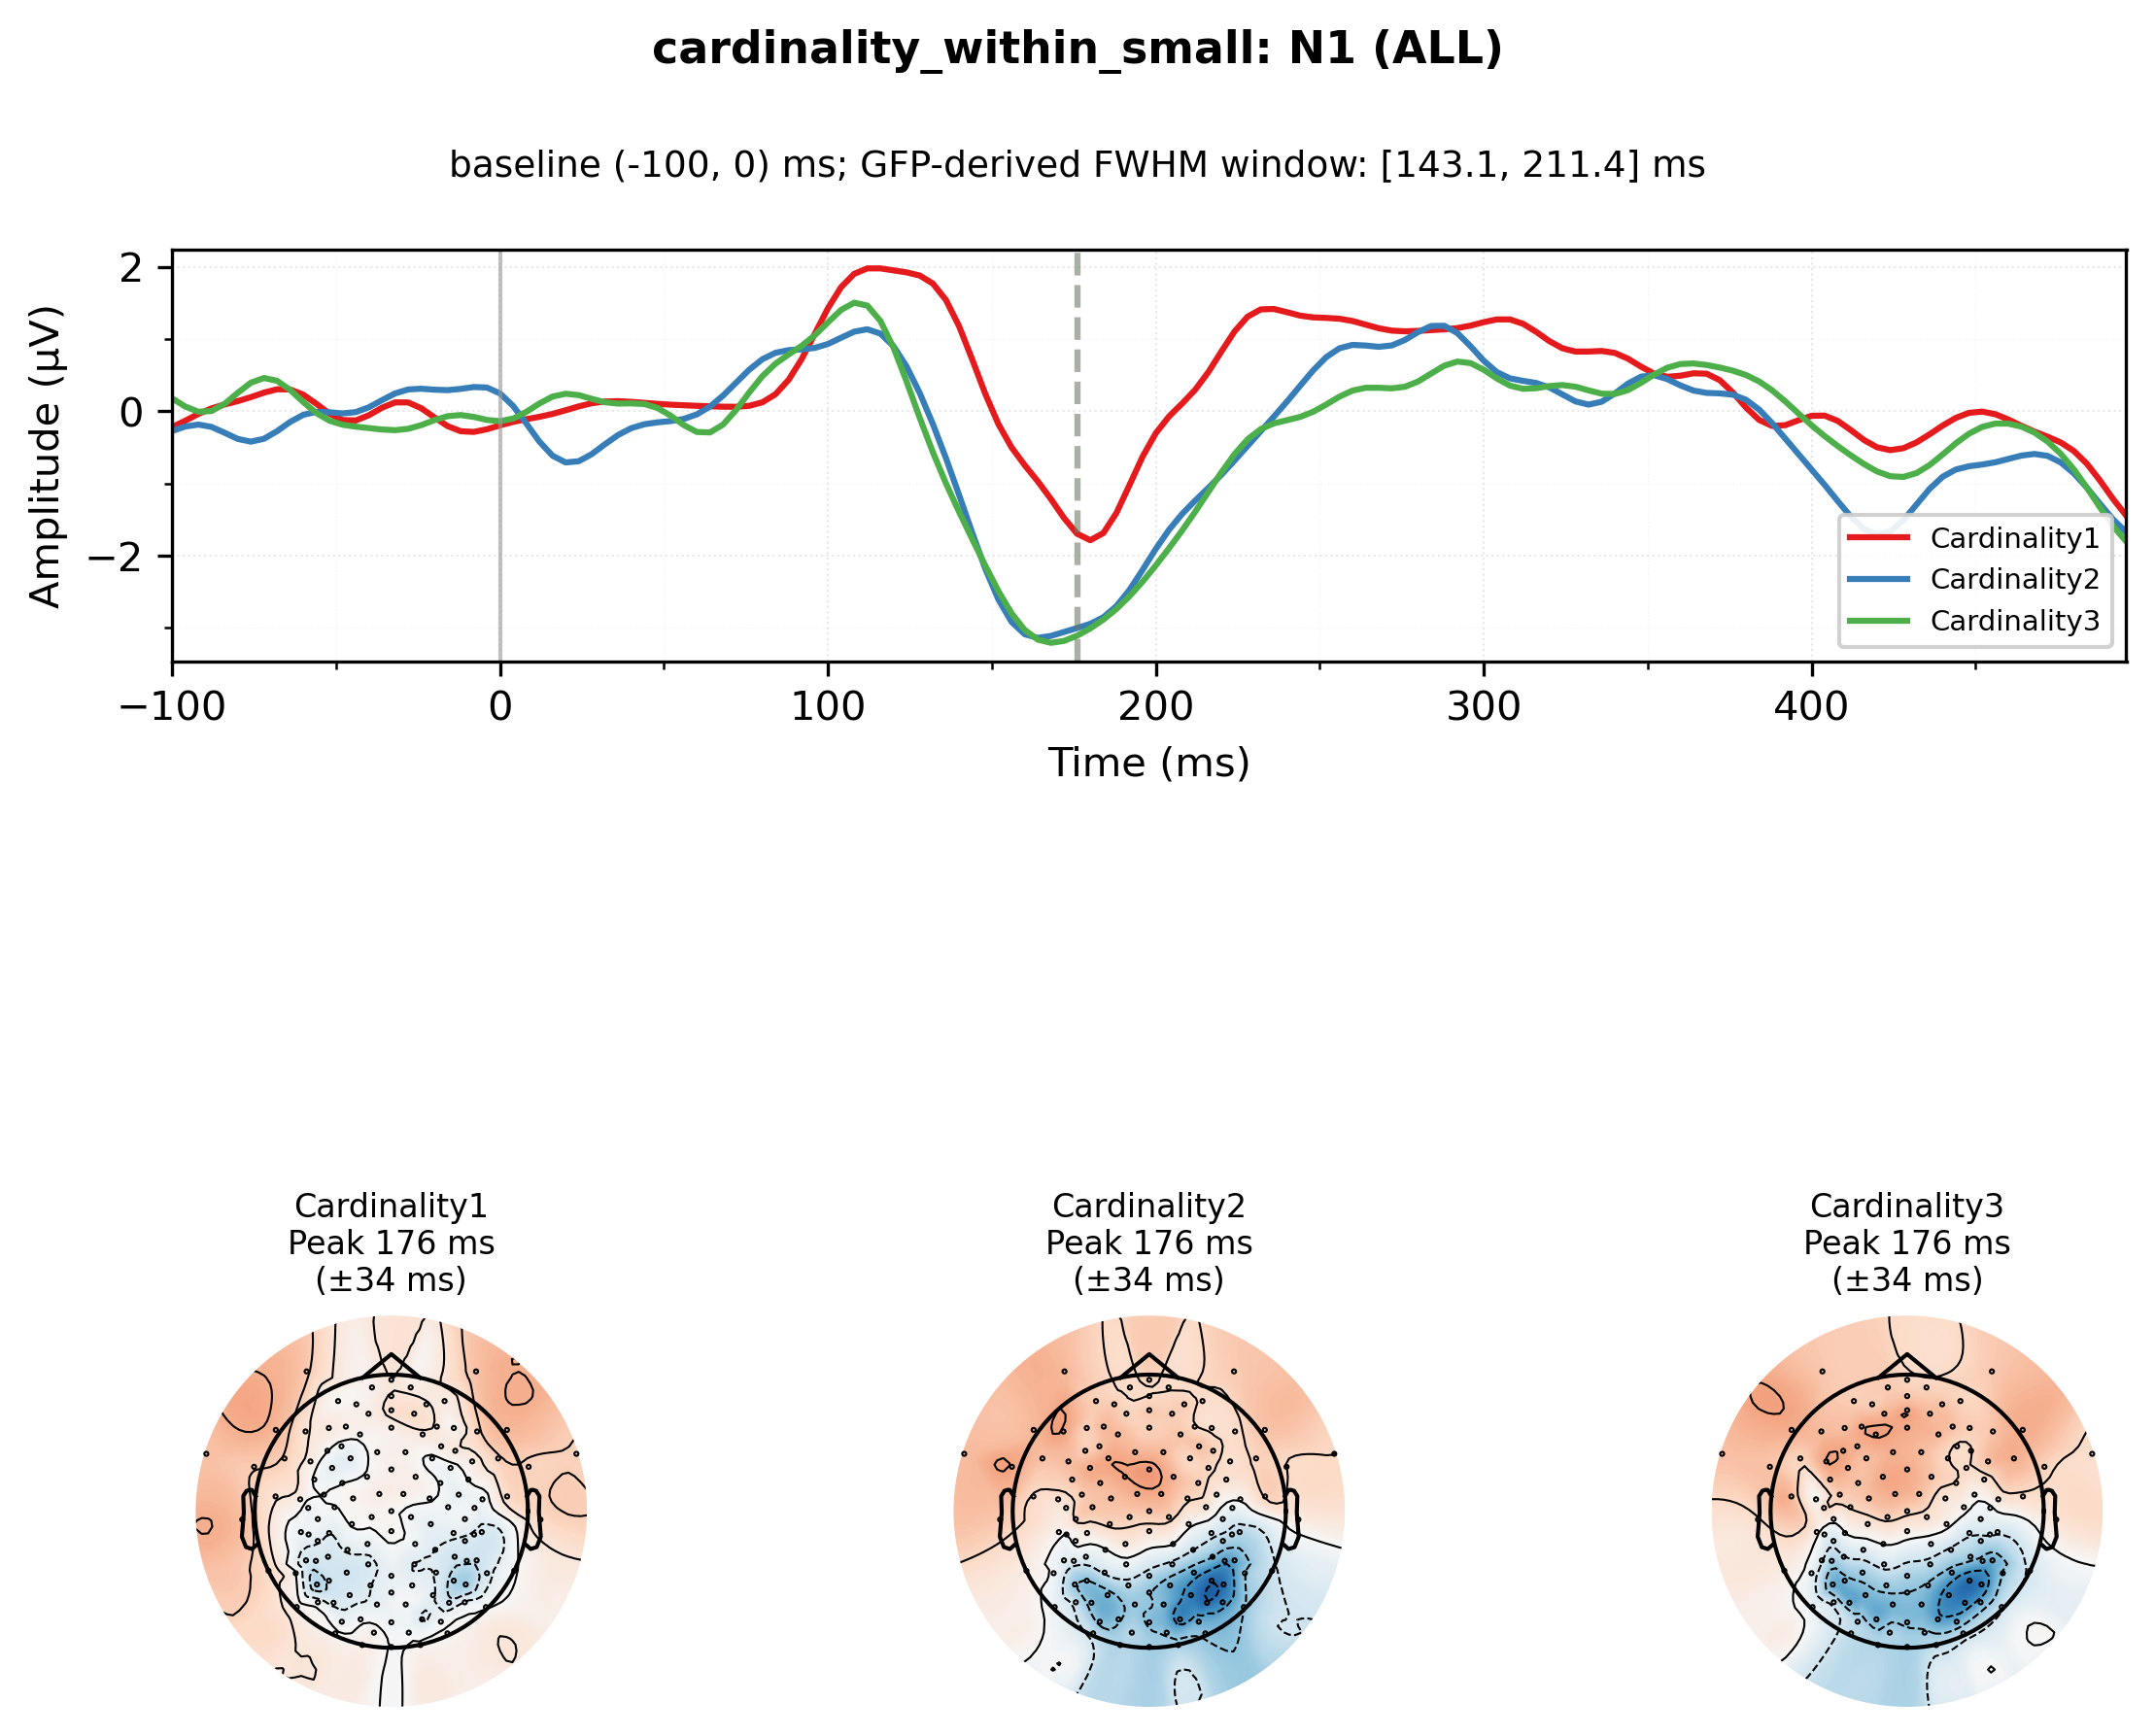 cardinality_within_small: N1 (ALL)
baseline (-100, 0) ms; GFP-derived FWHM window: [143.1, 211.4] ms
Amplitude (μV)
2
0
−2
−100
0
100
200
300
400
Time (ms)
Cardinality1
Cardinality2
Cardinality3
Cardinality1
Peak 176 ms
(±34 ms)
Cardinality2
Peak 176 ms
(±34 ms)
Cardinality3
Peak 176 ms
(±34 ms)